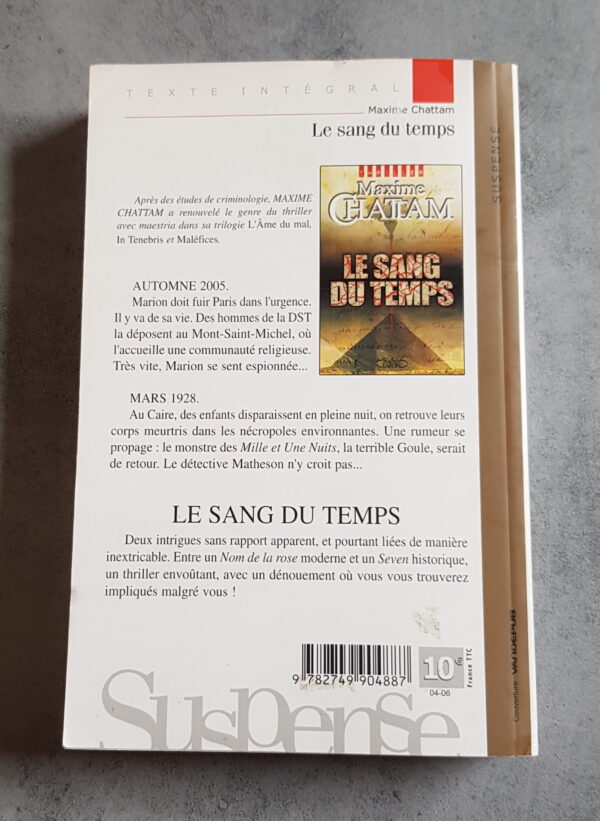 TEXTE INTÉGRAL
Maxime Chattam
Le sang du temps
SUSPENSE
THRILLER
Maxime
CHATTAM
LE SANG
DU TEMPS
Après des études de criminologie, MAXIME
CHATTAM a renouvelé le genre du thriller
avec maestria dans sa trilogie L'Âme du mal,
In Tenebris et Maléfices.
AUTOMNE 2005.
Marion doit fuir Paris dans l'urgence.
Il y va de sa vie. Des hommes de la DST
la déposent au Mont-Saint-Michel, où
l'accueille une communauté religieuse.
Très vite, Marion se sent espionnée...
MARS 1928.
Au Caire, des enfants disparaissent en pleine nuit, on retrouve leurs
corps meurtris dans les nécropoles environnantes. Une rumeur se
propage : le monstre des Mille et Une Nuits, la terrible Goule, serait
de retour. Le détective Matheson n'y croit pas...
LE SANG DU TEMPS
Deux intrigues sans rapport apparent, et pourtant liées de manière
inextricable. Entre un Nom de la rose moderne et un Seven historique,
un thriller envoûtant, avec un dénouement où vous vous trouverez
impliqués malgré vous !
9 782749 904887
10
04-06
France TTC
Couverture VANDEPUB
Suspense